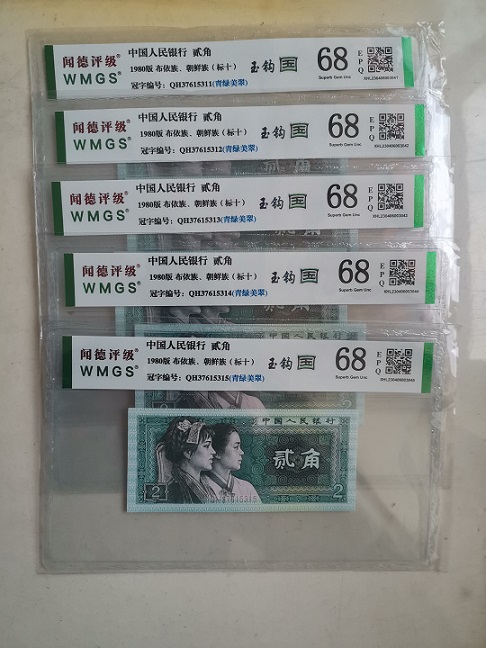 闻德评级
WMGS®
中国人民银行 贰角
1980版 布依族、朝鲜族（标十）
冠字编号：QH37615311(青绿美翠)
玉钩国
68
Superb Gem Unc
EPQ
闻德评级
WMGS®
中国人民银行 贰角
1980版 布依族、朝鲜族（标十）
冠字编号：QH37615312(青绿美翠)
玉钩国
68
Superb Gem Unc
EPQ
闻德评级
WMGS®
中国人民银行 贰角
1980版 布依族、朝鲜族（标十）
冠字编号：QH37615313(青绿美翠)
玉钩国
68
Superb Gem Unc
EPQ
闻德评级
WMGS®
中国人民银行 贰角
1980版 布依族、朝鲜族（标十）
冠字编号：QH37615314(青绿美翠)
玉钩国
68
Superb Gem Unc
EPQ
闻德评级
WMGS®
中国人民银行 贰角
1980版 布依族、朝鲜族（标十）
冠字编号：QH37615315(青绿美翠)
玉钩国
68
Superb Gem Unc
EPQ
中国人民银行
贰角
2
2